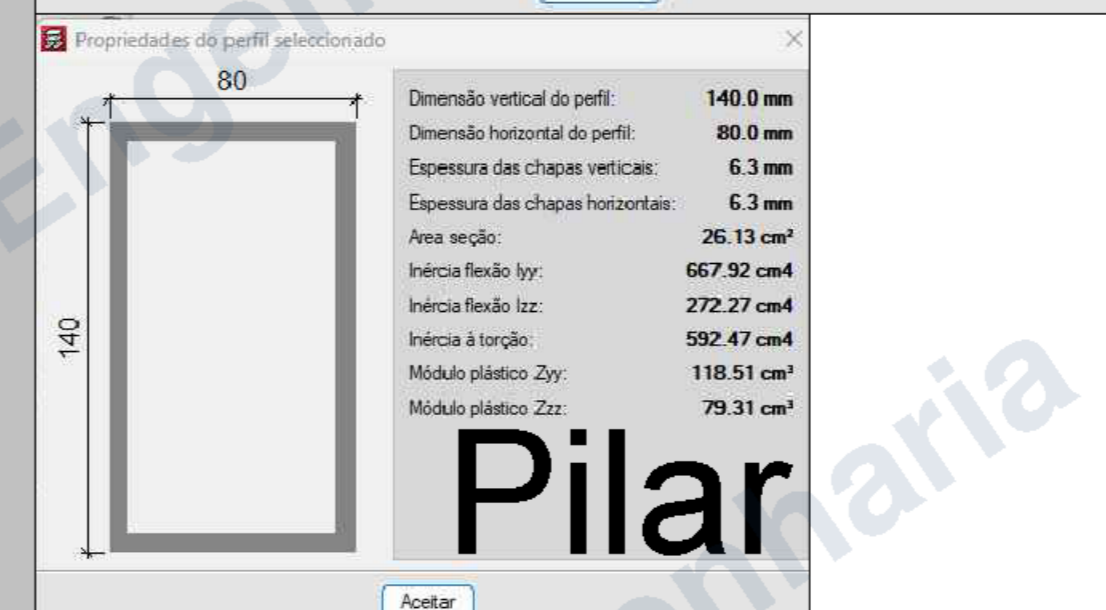 Propriedades do perfil seleccionado
80
140
Dimensão vertical do perfil: 140.0 mm
Dimensão horizontal do perfil: 80.0 mm
Espessura das chapas verticais: 6.3 mm
Espessura das chapas horizontais: 6.3 mm
Area seção: 26.13 cm²
Inércia flexão Iyy: 667.92 cm4
Inércia flexão Izz: 272.27 cm4
Inércia à torção: 592.47 cm4
Módulo plástico Zyy: 118.51 cm³
Módulo plástico Zzz: 79.31 cm³
Pilar
Aceitar